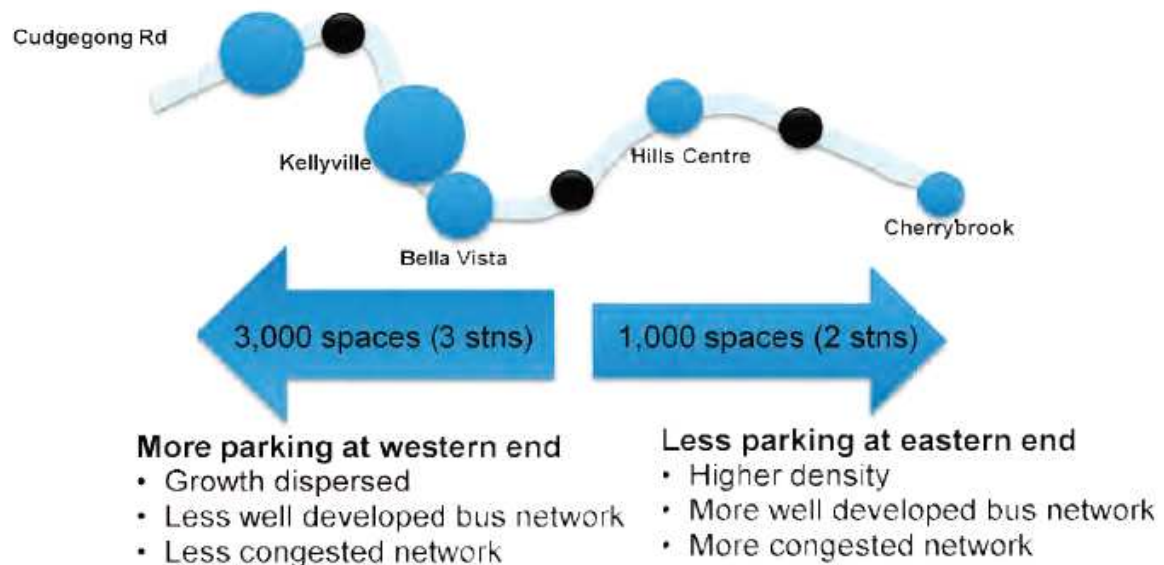 Cudgegong Rd
Kellyville
Hills Centre
Cherrybrook
Bella Vista
3,000 spaces (3 stns)
1,000 spaces (2 stns)
More parking at western end
• Growth dispersed
• Less well developed bus network
• Less congested network
Less parking at eastern end
• Higher density
• More well developed bus network
• More congested network